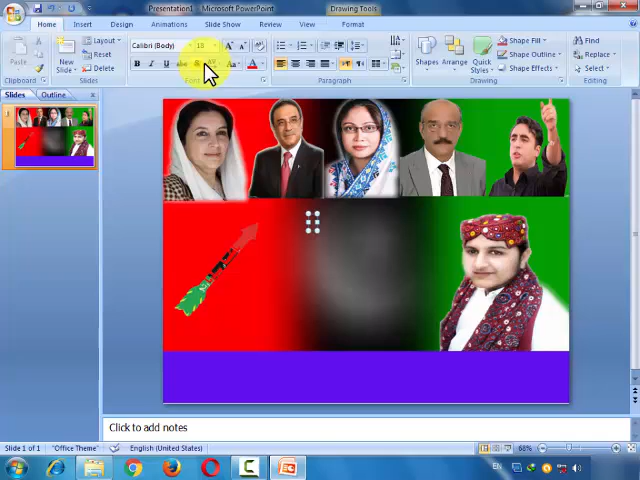 Presentation1 - Microsoft PowerPoint
Drawing Tools
Home
Insert
Design
Animations
Slide Show
Review
View
Format
Paste
New Slide
Layout
Reset
Delete
Calibri (Body)
18
Shapes
Arrange
Quick Styles
Shape Fill
Shape Outline
Shape Effects
Find
Replace
Select
Clipboard
Slides
Font
Paragraph
Drawing
Editing
Slides
Outline
1
Click to add notes
Slide 1 of 1
"Office Theme"
English (United States)
68%
EN